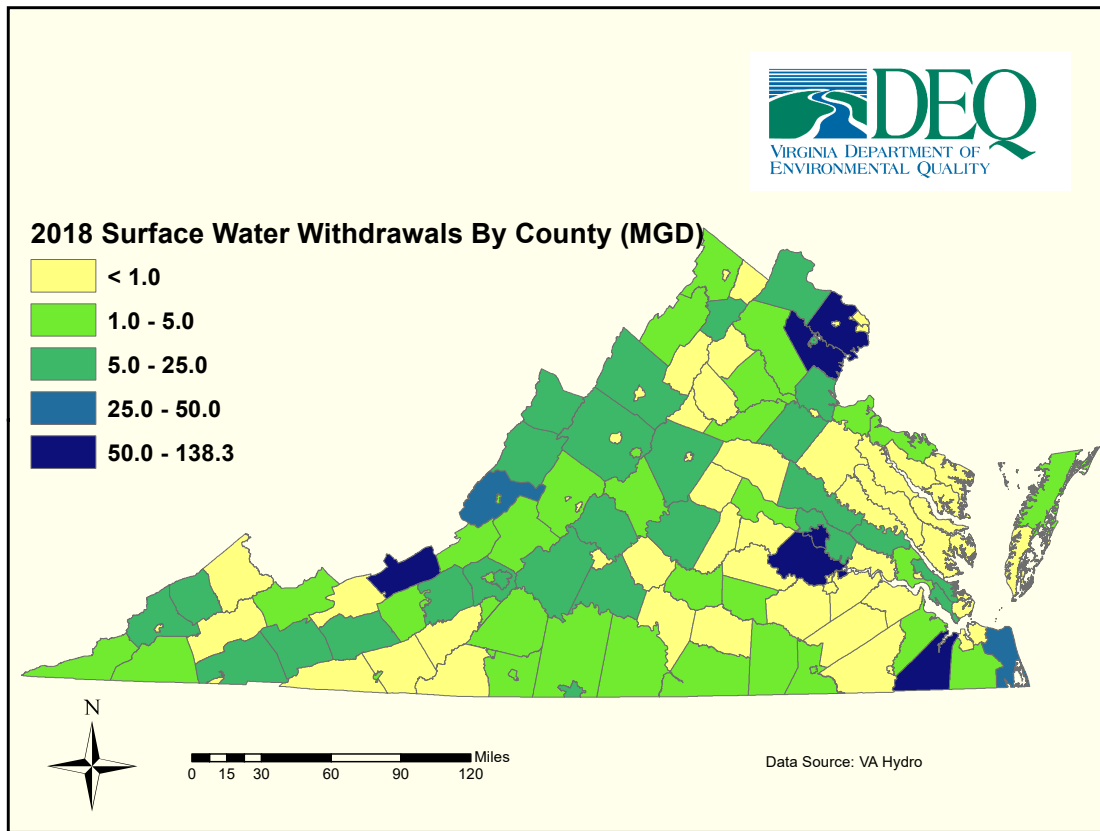 DEQ
VIRGINIA DEPARTMENT OF
ENVIRONMENTAL QUALITY
2018 Surface Water Withdrawals By County (MGD)
< 1.0
1.0 - 5.0
5.0 - 25.0
25.0 - 50.0
50.0 - 138.3
N
Miles
0 15 30 60 90 120
Data Source: VA Hydro